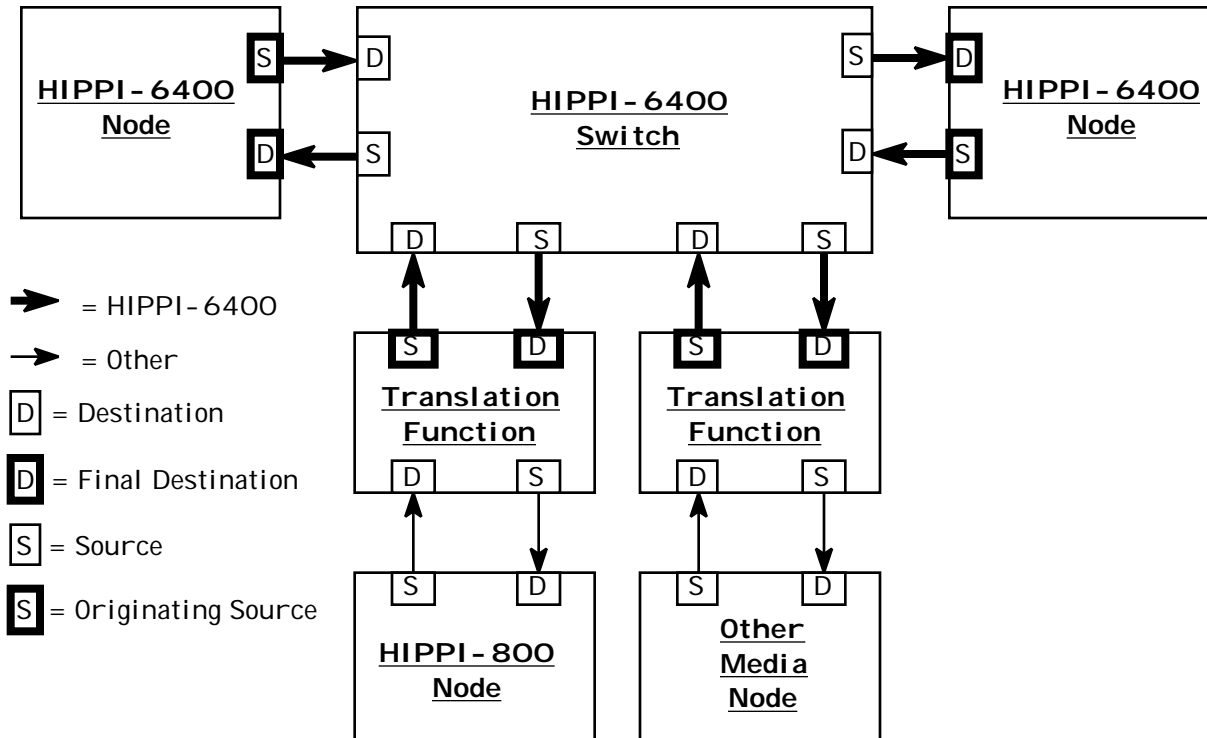 S
D
HIPPI-6400
Node
D
S
HIPPI-6400
Switch
S
D
D
S
D
S
D
HIPPI-6400
Node
S
= HIPPI-6400
= Other
D = Destination
D = Final Destination
S = Source
S = Originating Source
S
D
Translation
Function
D
S
S
D
Translation
Function
D
S
S
D
HIPPI-800
Node
S
D
Other
Media
Node